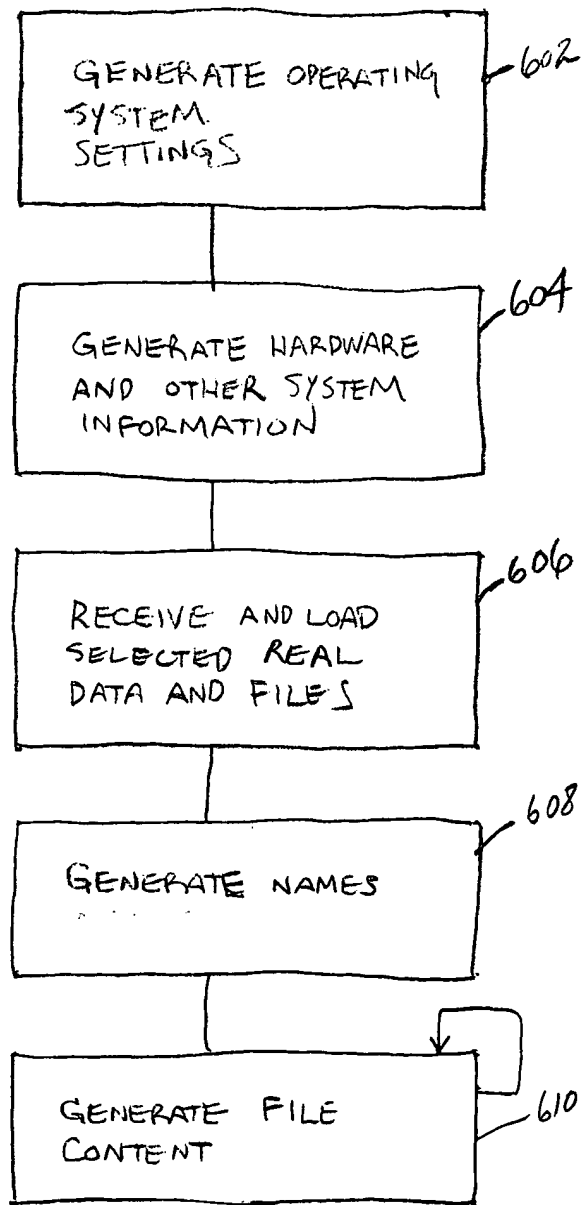 GENERATE OPERATING
SYSTEM
SETTINGS
602
GENERATE HARDWARE
AND OTHER SYSTEM
INFORMATION
604
RECEIVE AND LOAD
SELECTED REAL
DATA AND FILES
606
GENERATE NAMES
608
GENERATE FILE
CONTENT
610